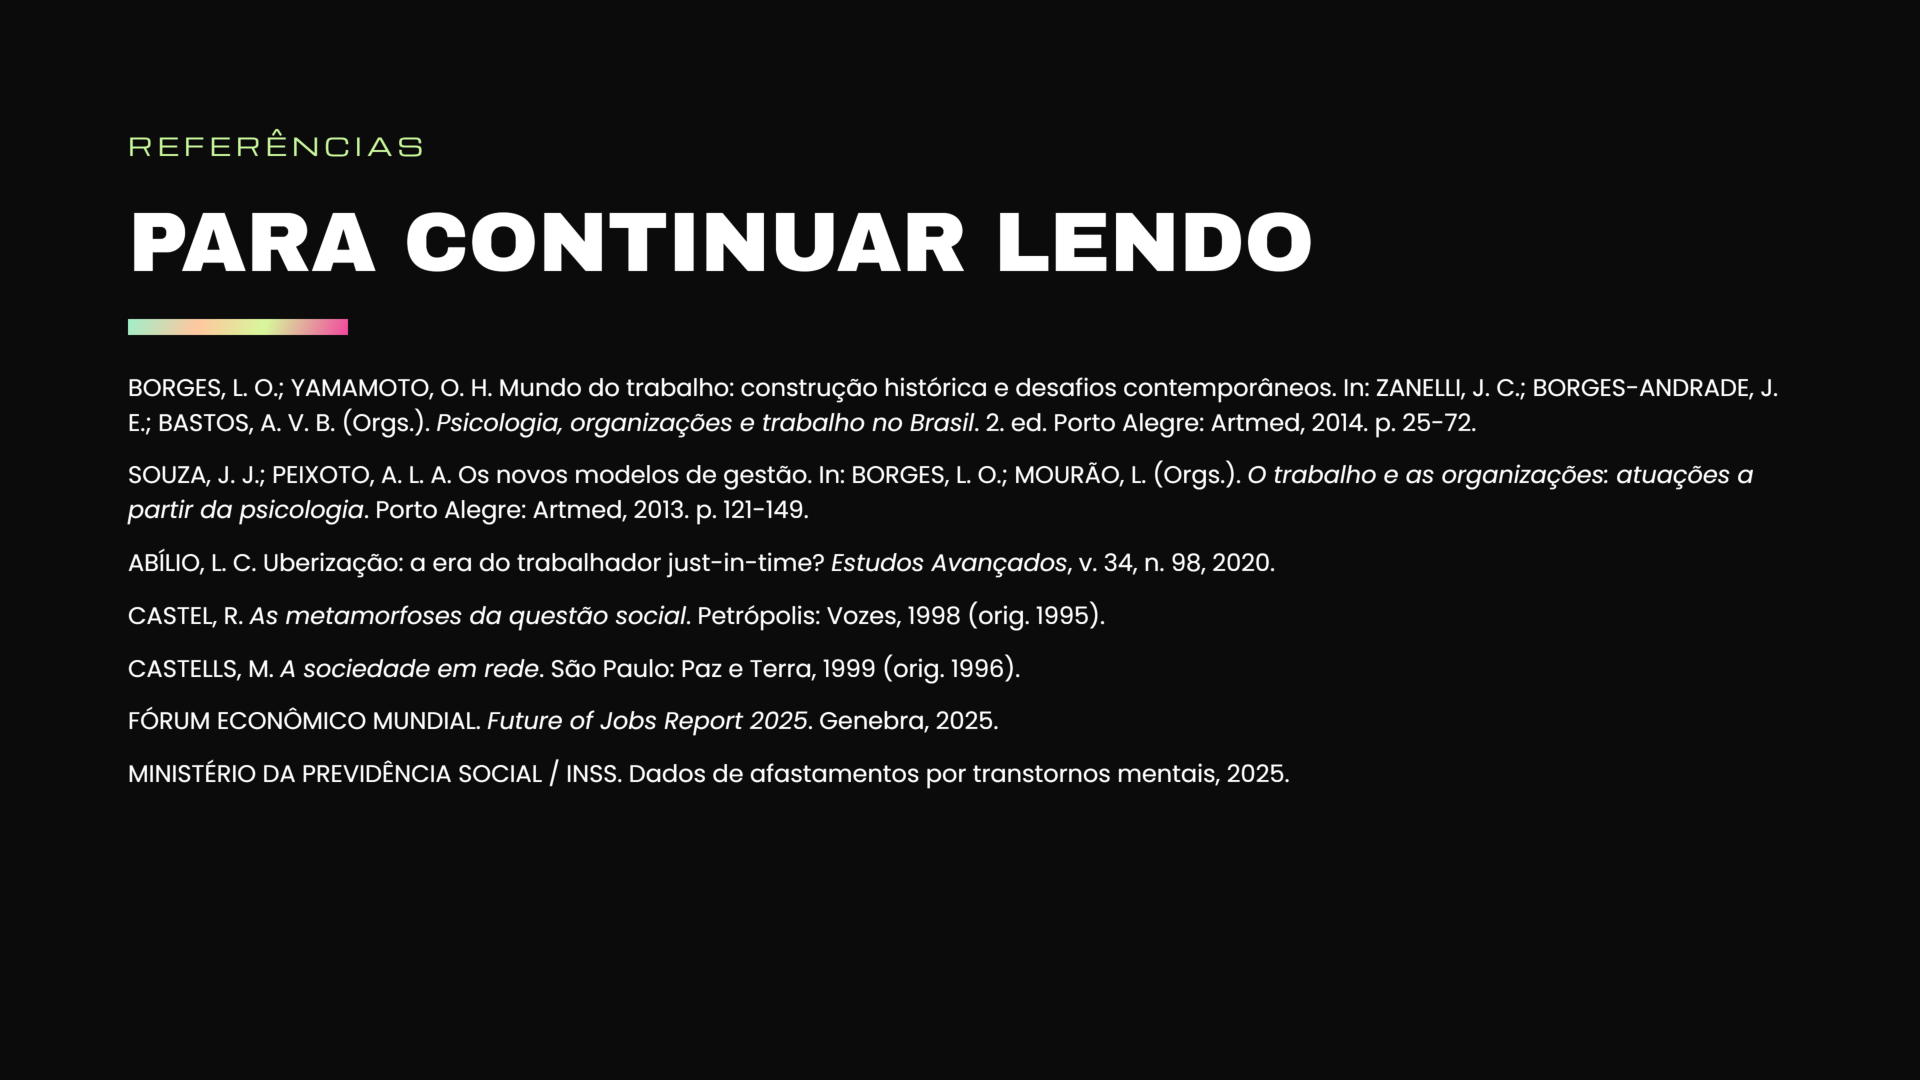 REFERÊNCIAS
PARA CONTINUAR LENDO
BORGES, L. O.; YAMAMOTO, O. H. Mundo do trabalho: construção histórica e desafios contemporâneos. In: ZANELLI, J. C.; BORGES-ANDRADE, J.
E.; BASTOS, A. V. B. (Orgs.). Psicologia, organizações e trabalho no Brasil. 2. ed. Porto Alegre: Artmed, 2014. p. 25-72.
SOUZA, J. J.; PEIXOTO, A. L. A. Os novos modelos de gestão. In: BORGES, L. O.; MOURÃO, L. (Orgs.). O trabalho e as organizações: atuações a
partir da psicologia. Porto Alegre: Artmed, 2013. p. 121-149.
ABÍLIO, L. C. Uberização: a era do trabalhador just-in-time? Estudos Avançados, v. 34, n. 98, 2020.
CASTEL, R. As metamorfoses da questão social. Petrópolis: Vozes, 1998 (orig. 1995).
CASTELLS, M. A sociedade em rede. São Paulo: Paz e Terra, 1999 (orig. 1996).
FÓRUM ECONÔMICO MUNDIAL. Future of Jobs Report 2025. Genebra, 2025.
MINISTÉRIO DA PREVIDÊNCIA SOCIAL / INSS. Dados de afastamentos por transtornos mentais, 2025.